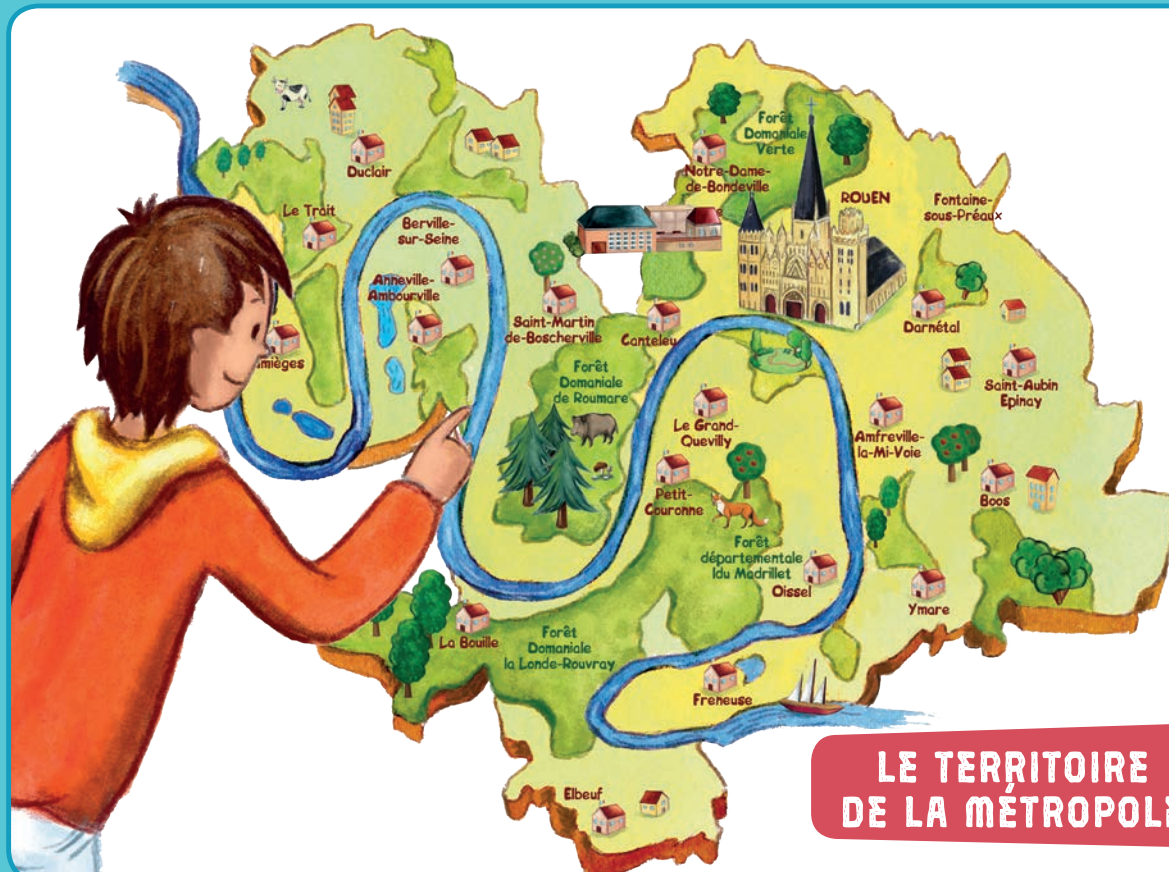 Duclair
Le Trait
Berville-
sur-Seine
Anneville-
Ambourville
Forêt
Domaniale
Verte
Notre-Dame-
de-Bondeville
ROUEN
Fontaine-
sous-Préaux
Saint-Martin
de-Boscherville
Canteleu
Darnétal
Saint-Aubin
Epinay
Forêt
Domaniale
de Roumare
Le Grand-
Quevilly
Amfreville-
la-Mi-Voie
Petit-
Couronne
Boos
Forêt
départementale
ldu Madrillet
Oissel
Ymare
La Bouille
Forêt
Domaniale
la Londe-Rouvray
Freneuse
Elbeuf
LE TERRITOIRE
DE LA MÉTROPOLE